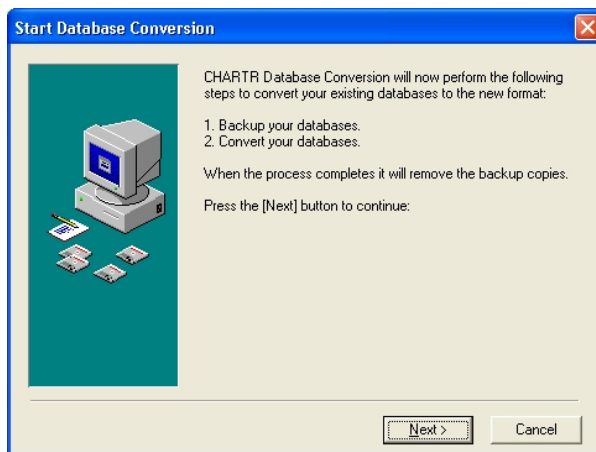 Start Database Conversion
CHARTR Database Conversion will now perform the following
steps to convert your existing databases to the new format:
1. Backup your databases.
2. Convert your databases.
When the process completes it will remove the backup copies.
Press the [Next] button to continue:
Next >
Cancel